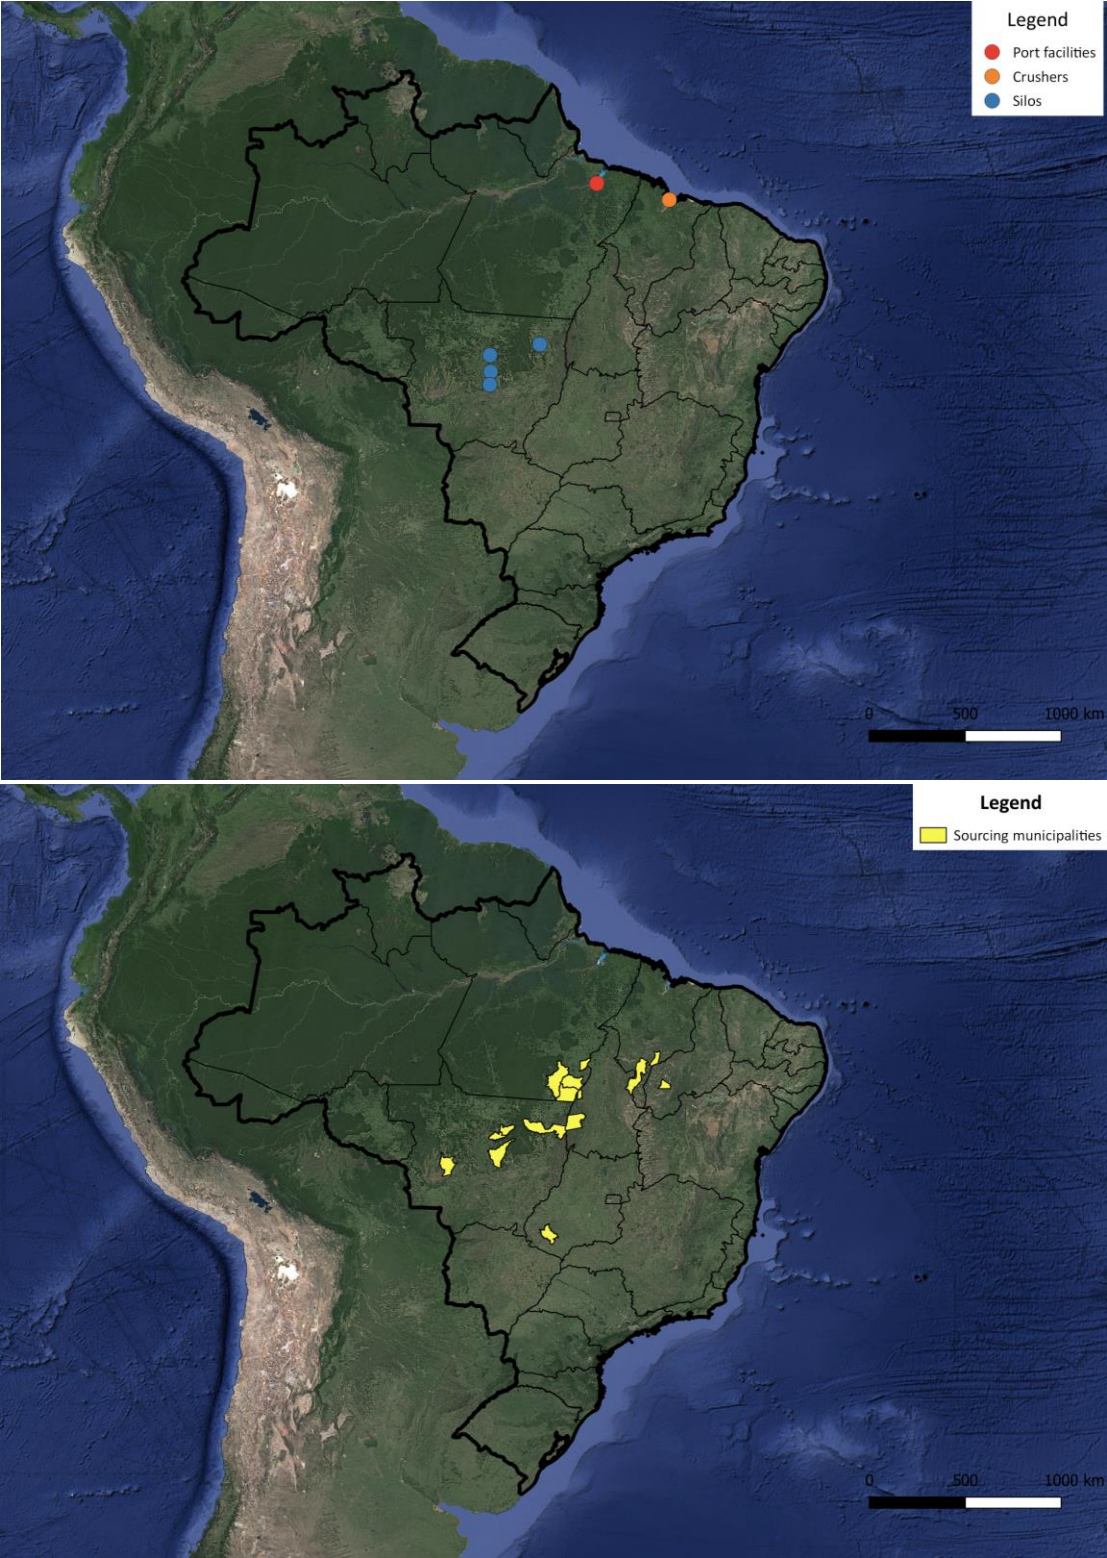 Legend
Port facilities
Crushers
Silos
0 500 1000 km
Legend
Sourcing municipalities
0 500 1000 km